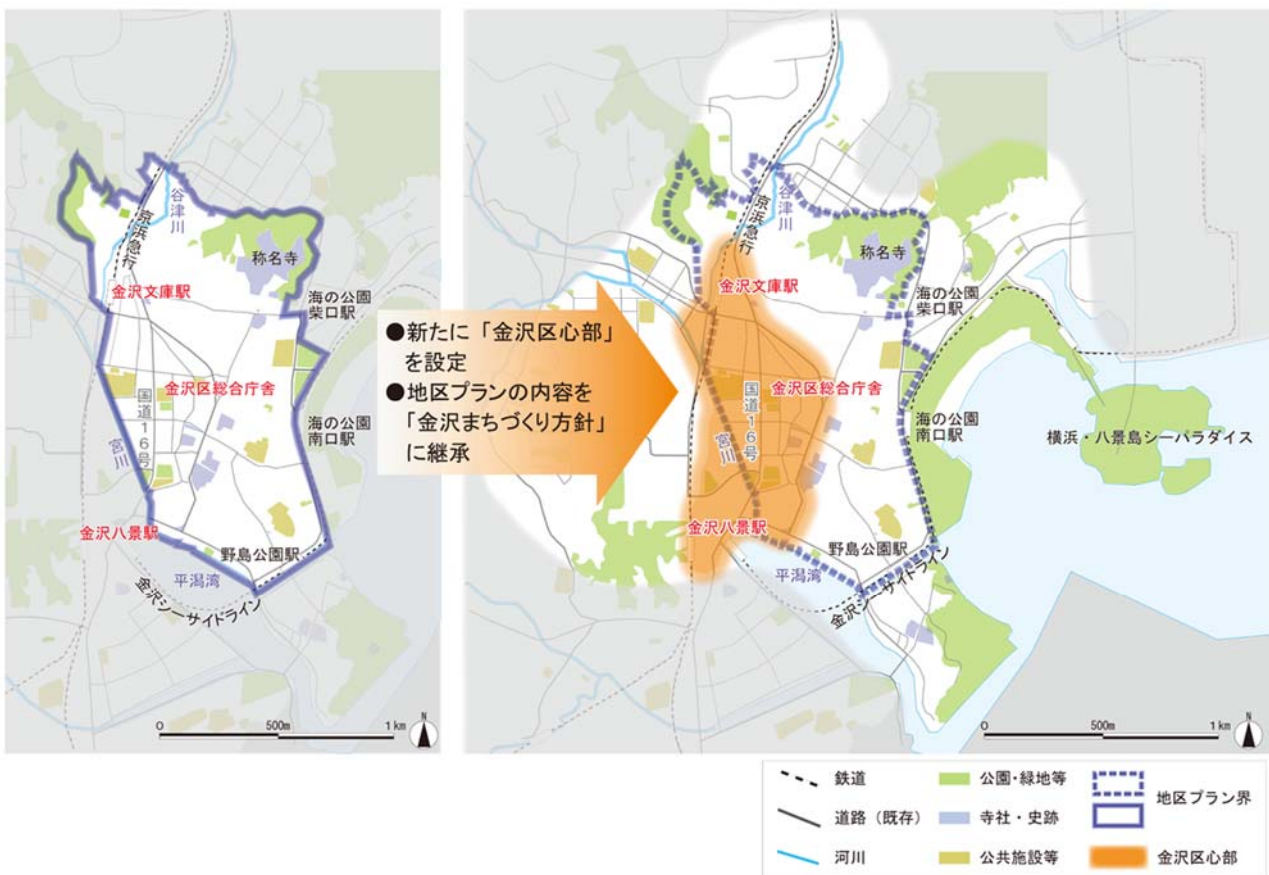 谷津川
京浜急行
称名寺
金沢文庫駅
海の公園
柴口駅
金沢区総合庁舎
国道16号
海の公園
南口駅
宮川
金沢八景駅
野島公園駅
平潟湾
金沢シーサイドライン
0 500m 1km
N
●新たに「金沢区心部」
を設定
●地区プランの内容を
「金沢まちづくり方針」
に継承
谷津川
京浜急行
称名寺
金沢文庫駅
海の公園
柴口駅
金沢区総合庁舎
国道16号
海の公園
南口駅
横浜・八景島シーパラダイス
宮川
金沢八景駅
野島公園駅
平潟湾
金沢シーサイドライン
0 500m 1km
N
鉄道
道路（既存）
河川
公園・緑地等
寺社・史跡
公共施設等
地区プラン界
金沢区心部